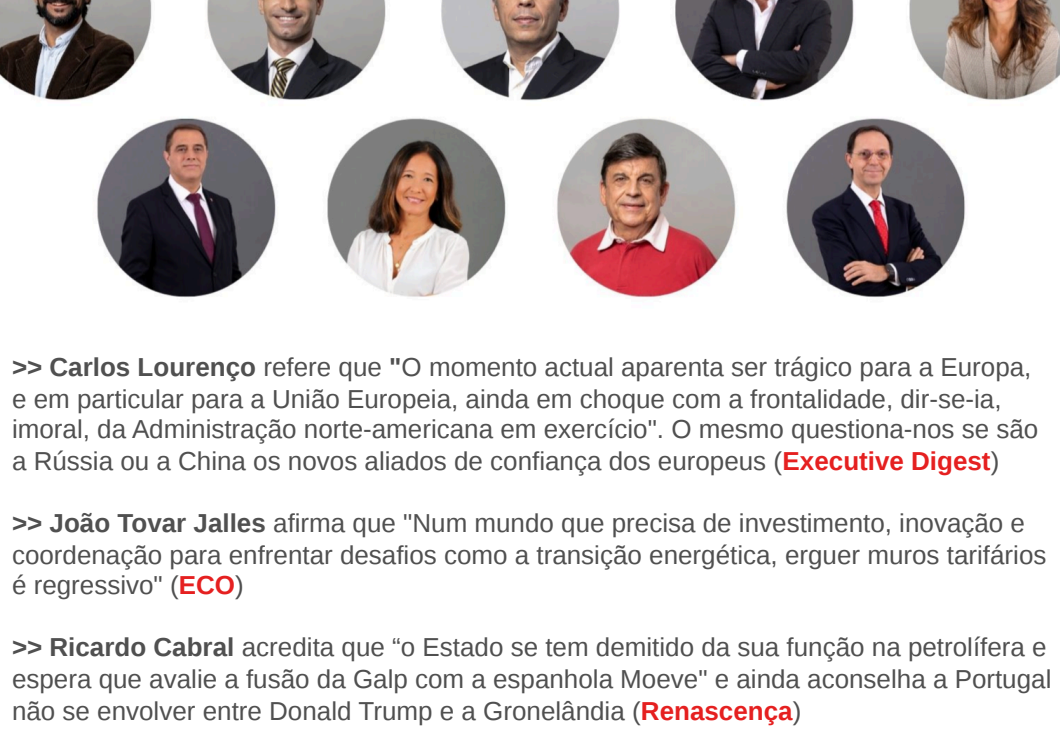 >> Carlos Lourenço refere que "O momento actual aparenta ser trágico para a Europa,
e em particular para a União Europeia, ainda em choque com a frontalidade, dir-se-ia,
imoral, da Administração norte-americana em exercício". O mesmo questiona-nos se são
a Rússia ou a China os novos aliados de confiança dos europeus (Executive Digest)
>> João Tovar Jalles afirma que "Num mundo que precisa de investimento, inovação e
coordenação para enfrentar desafios como a transição energética, erguer muros tarifários
é regressivo" (ECO)
>> Ricardo Cabral acredita que “o Estado se tem demitido da sua função na petrolífera e
espera que avalie a fusão da Galp com a espanhola Moeve" e ainda aconselha a Portugal
não se envolver entre Donald Trump e a Gronelândia (Renascença)